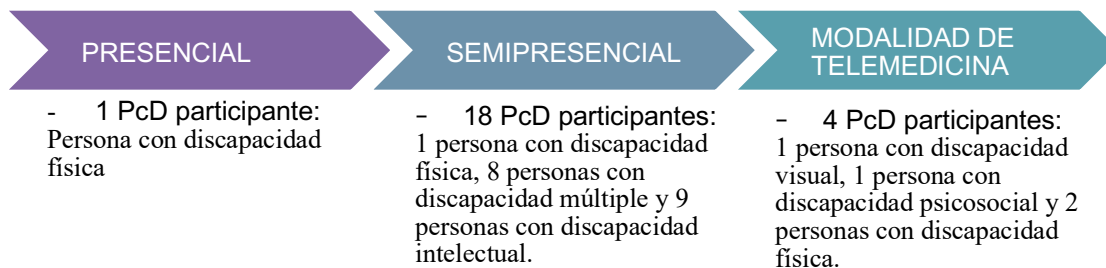 PRESENCIAL
- 1 PcD participante:
Persona con discapacidad
física
SEMIPRESENCIAL
- 18 PcD participantes:
1 persona con discapacidad
física, 8 personas con
discapacidad múltiple y 9
personas con discapacidad
intelectual.
MODALIDAD DE
TELEMEDICINA
- 4 PcD participantes:
1 persona con discapacidad
visual, 1 persona con
discapacidad psicosocial y 2
personas con discapacidad
física.